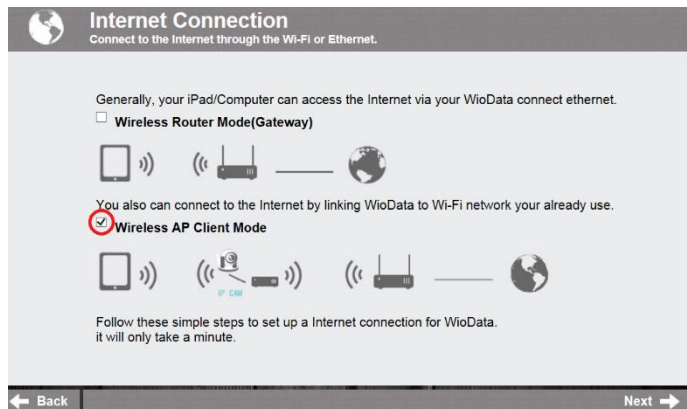 Internet Connection
Connect to the Internet through the Wi-Fi or Ethernet.
Generally, your iPad/Computer can access the Internet via your WioData connect ethernet.
Wireless Router Mode(Gateway)
You also can connect to the Internet by linking WioData to Wi-Fi network your already use.
Wireless AP Client Mode
IP CAM
Follow these simple steps to set up a Internet connection for WioData.
it will only take a minute.
Back
Next